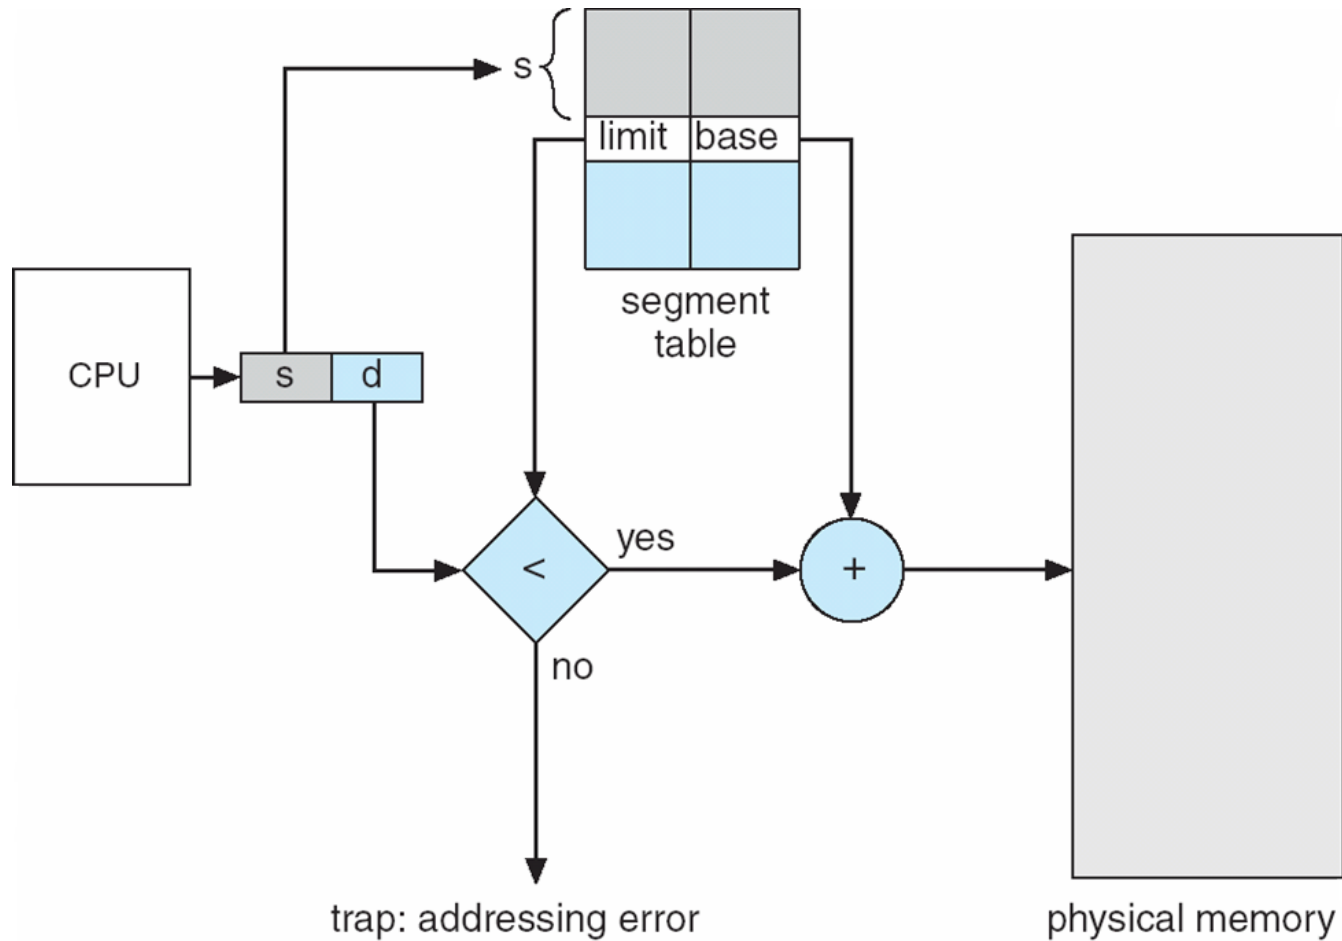 s
limit base
segment
table
CPU
s d
<
yes
+
no
trap: addressing error
physical memory